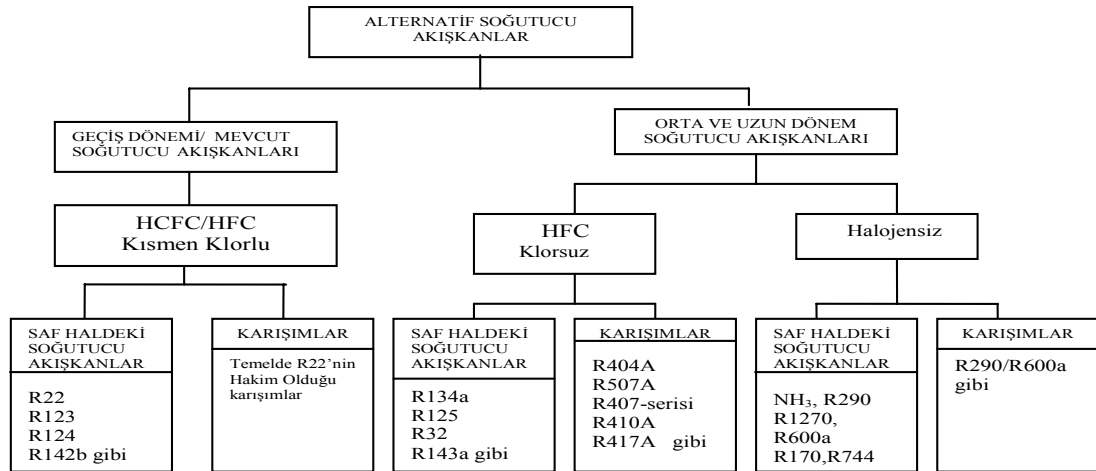 ALTERNATİF SOĞUTUCU
AKIŞKANLAR
GEÇİŞ DÖNEMİ/ MEVCUT
SOĞUTUCU AKIŞKANLARI
ORTA VE UZUN DÖNEM
SOĞUTUCU AKIŞKANLARI
HCFC/HFC
Kısmen Klorlu
HFC
Klorsuz
Halojensiz
SAF HALDEKİ
SOĞUTUCU
AKIŞKANLAR
R22
R123
R124
R142b gibi
KARIŞIMLAR
Temelde R22’nin
Hakim Olduğu
karışımlar
SAF HALDEKİ
SOĞUTUCU
AKIŞKANLAR
R134a
R125
R32
R143a gibi
KARIŞIMLAR
R404A
R507A
R407-serisi
R410A
R417A gibi
SAF HALDEKİ
SOĞUTUCU
AKIŞKANLAR
NH₃, R290
R1270,
R600a
R170,R744
KARIŞIMLAR
R290/R600a
gibi